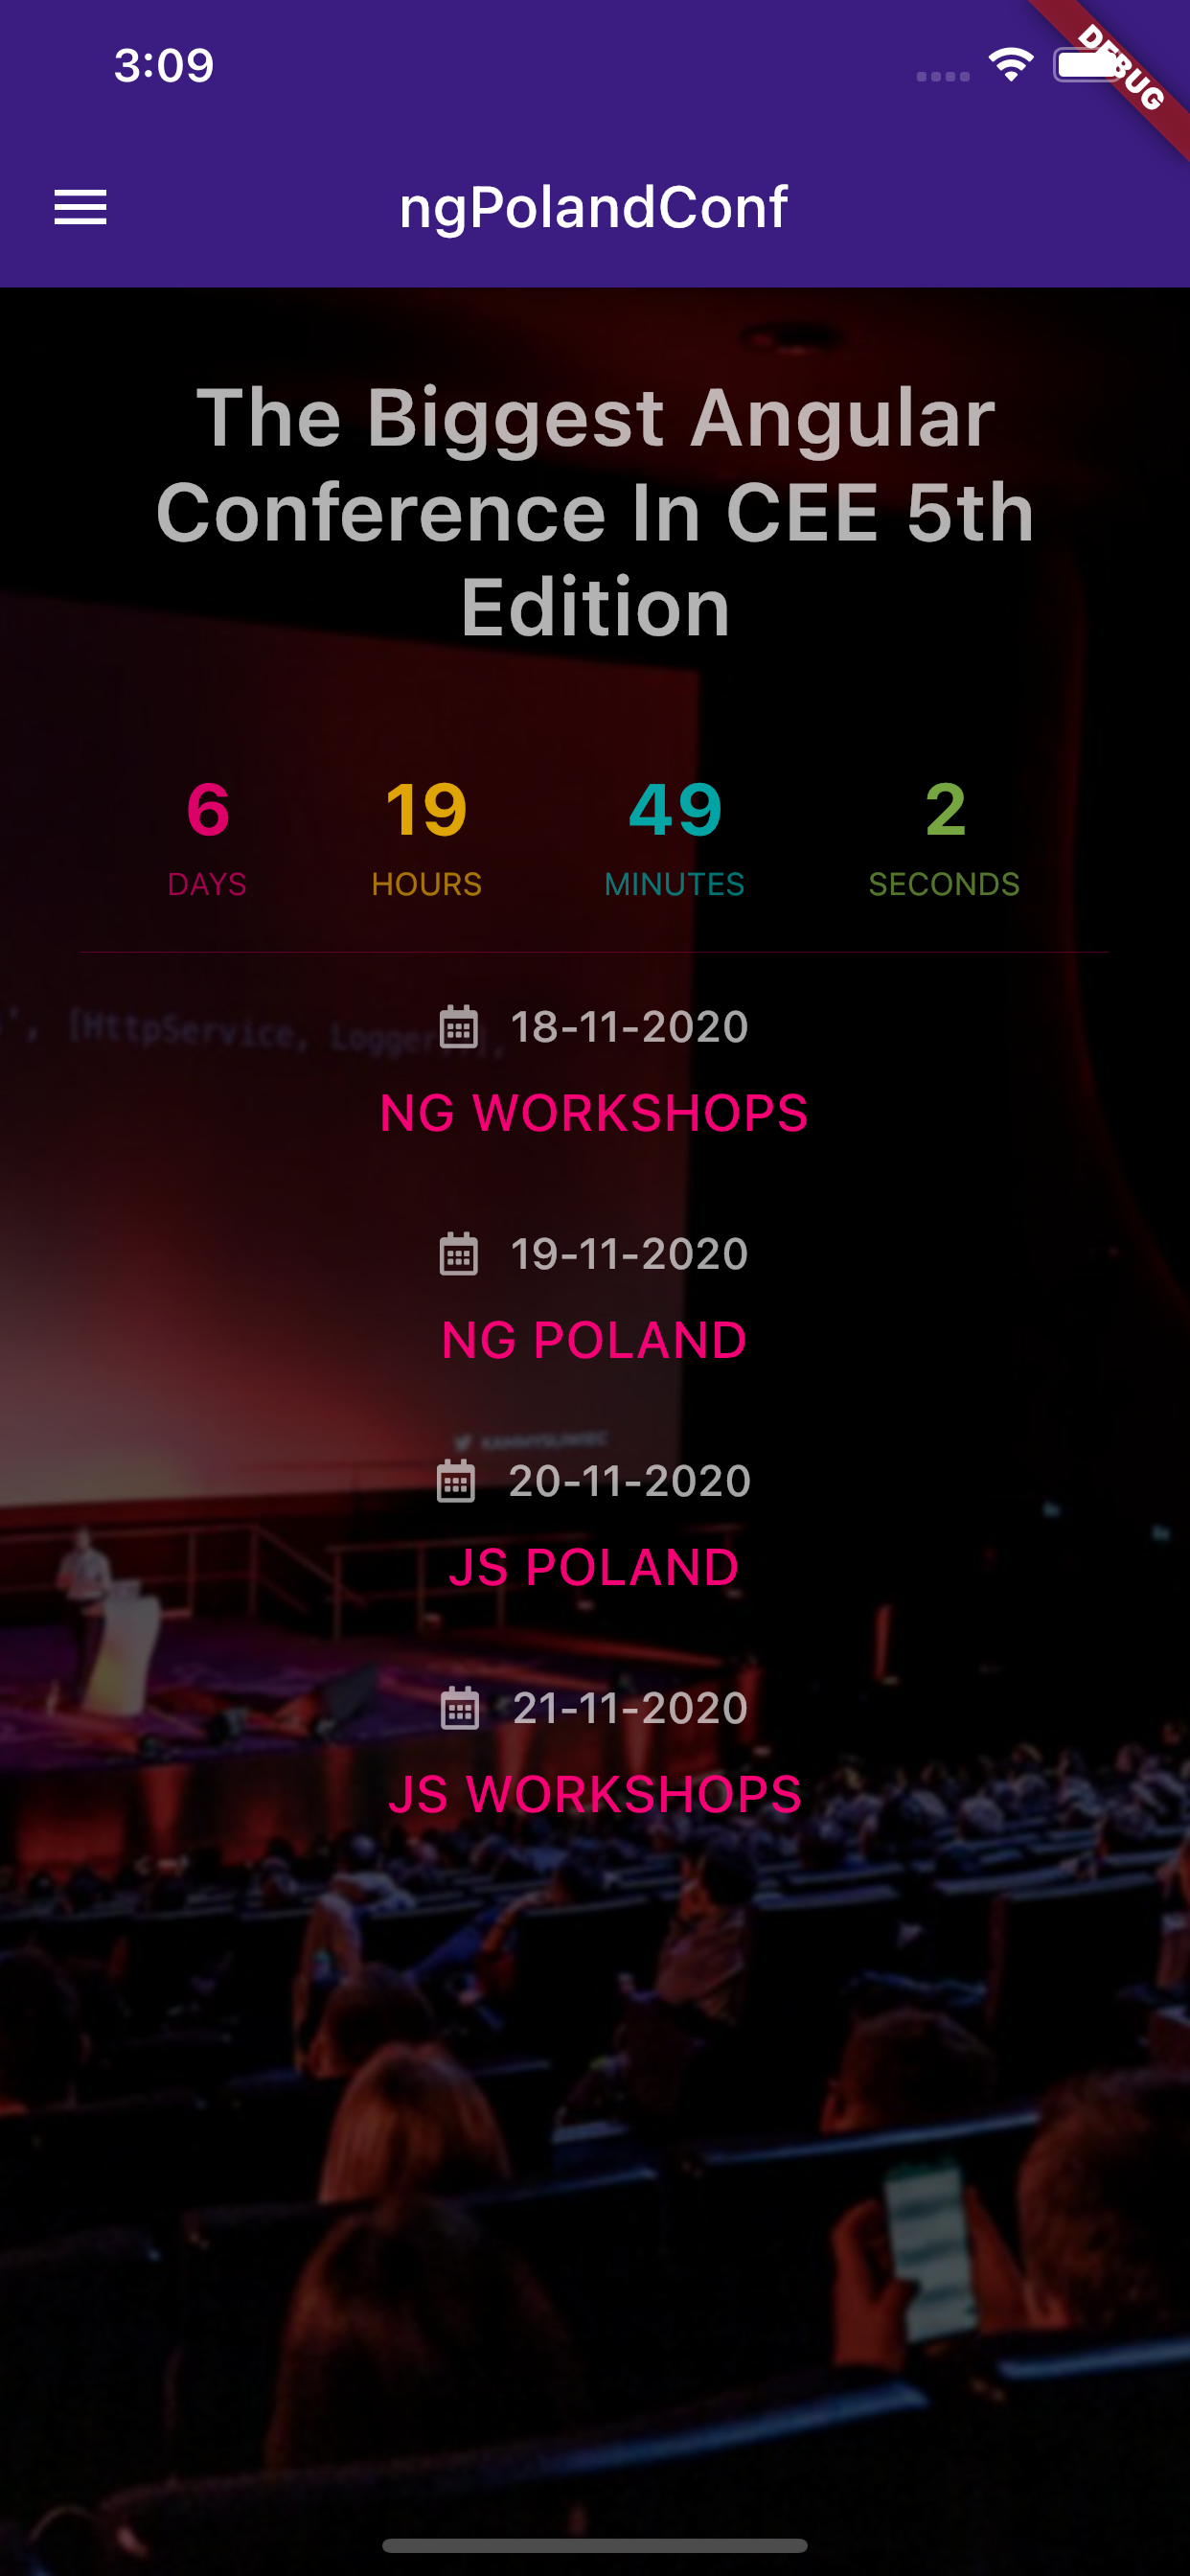 3:09
DEBUG
ngPolandConf
The Biggest Angular
Conference In CEE 5th
Edition
6 19 49 2
DAYS HOURS MINUTES SECONDS
', [HttpService, Logger
18-11-2020
NG WORKSHOPS
19-11-2020
NG POLAND
20-11-2020
JS POLAND
21-11-2020
JS WORKSHOPS